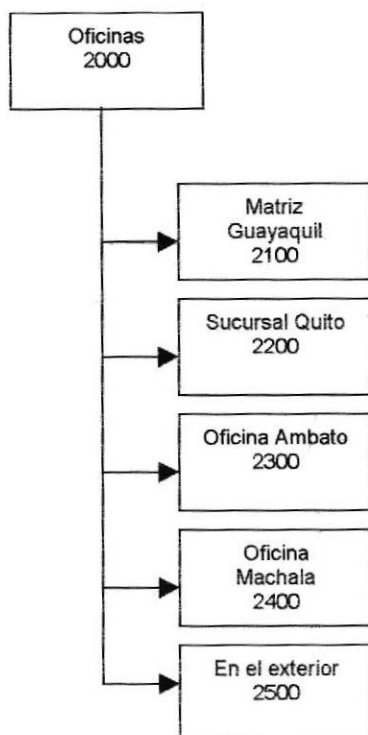 Oficinas
2000
Matriz
Guayaquil
2100
Sucursal Quito
2200
Oficina Ambato
2300
Oficina
Machala
2400
En el exterior
2500